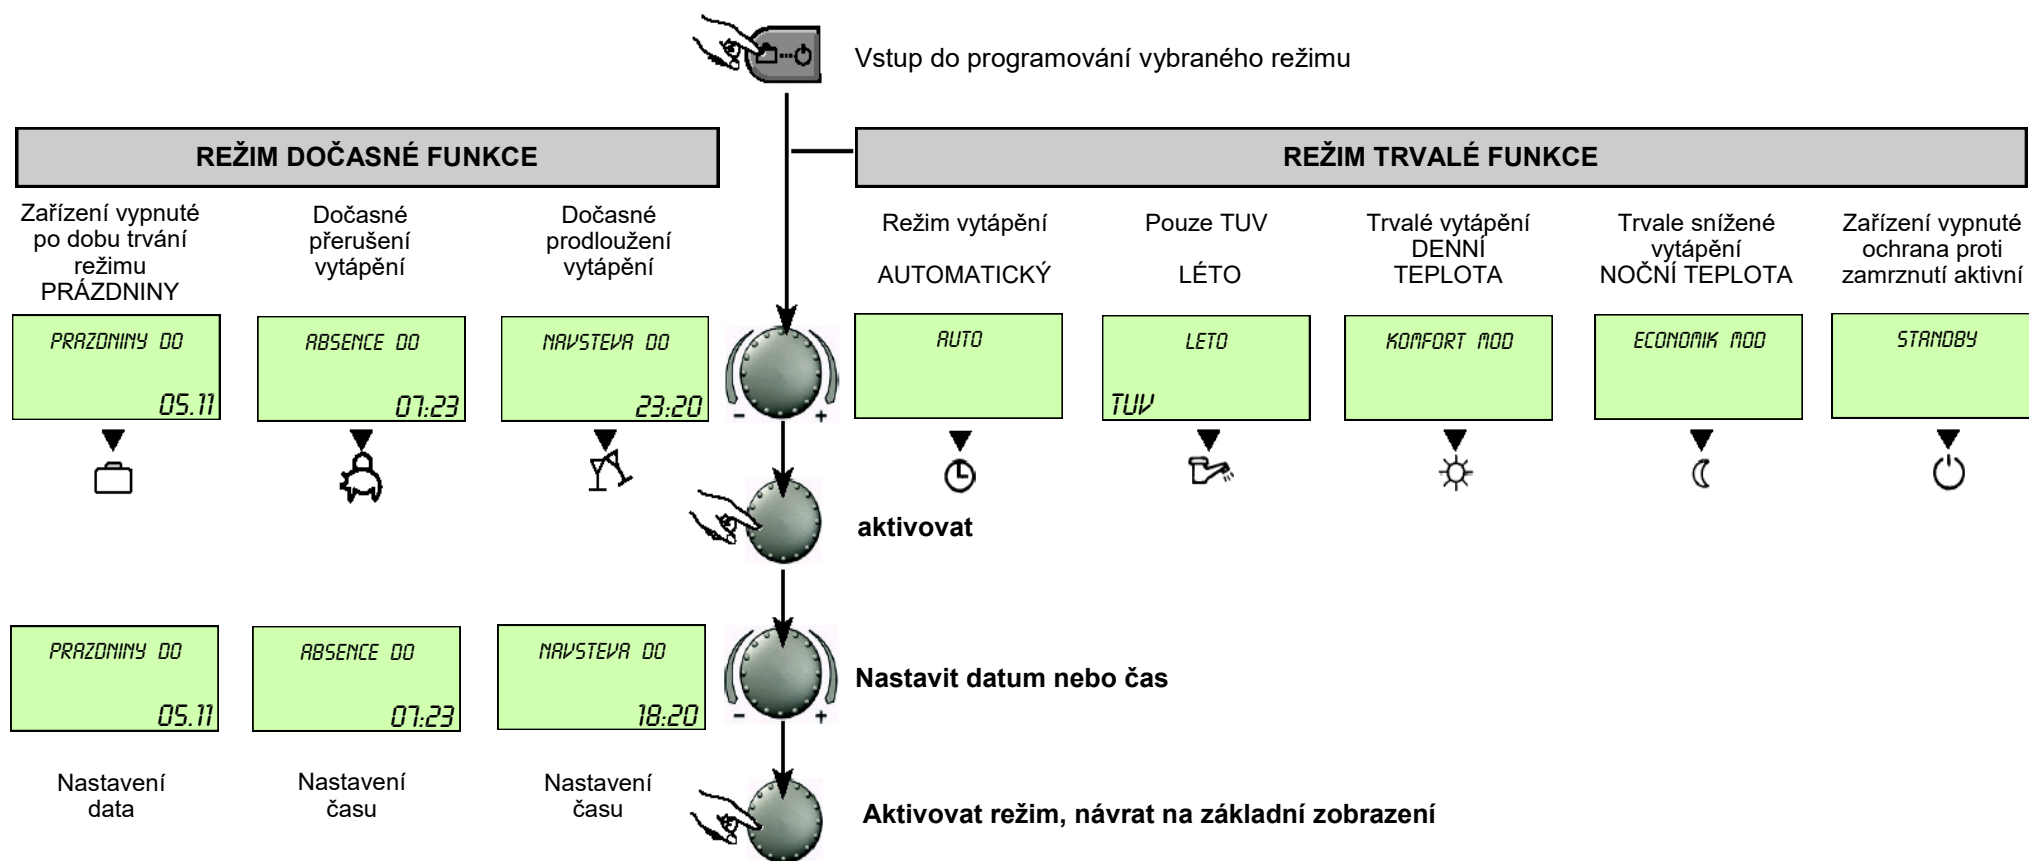 Vstup do programování vybraného režimu
REŽIM DOČASNÉ FUNKCE
REŽIM TRVALÉ FUNKCE
Zařízení vypnuté
po dobu trvání
režimu
PRÁZDNINY
Dočasné
přerušení
vytápění
Dočasné
prodloužení
vytápění
Režim vytápění
AUTOMATICKÝ
Pouze TUV
LÉTO
Trvalé vytápění
DENNÍ
TEPLOTA
Trvale snížené
vytápění
NOČNÍ TEPLOTA
Zařízení vypnuté
ochrana proti
zamrznutí aktivní
PRAZDNINY DO
05.11
ABSENCE DO
07:23
NAVSTEVA DO
23:20
- +
AUTO
LETO
TUV
KOMFORT MOD
ECONOMIK MOD
STANDBY
aktivovat
PRAZDNINY DO
05.11
ABSENCE DO
07:23
NAVSTEVA DO
18:20
- +
Nastavit datum nebo čas
Nastavení
data
Nastavení
času
Nastavení
času
Aktivovat režim, návrat na základní zobrazení